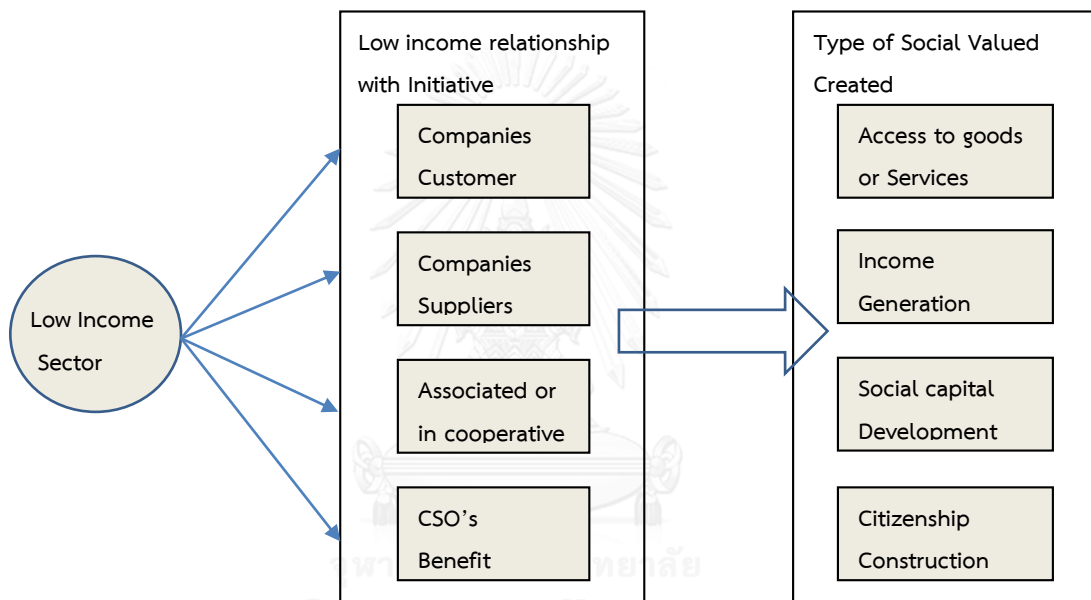 Low Income
Sector
Low income relationship
with Initiative
Companies
Customer
Companies
Suppliers
Associated or
in cooperative
CSO’s
Benefit
Type of Social Valued
Created
Access to goods
or Services
Income
Generation
Social capital
Development
Citizenship
Construction